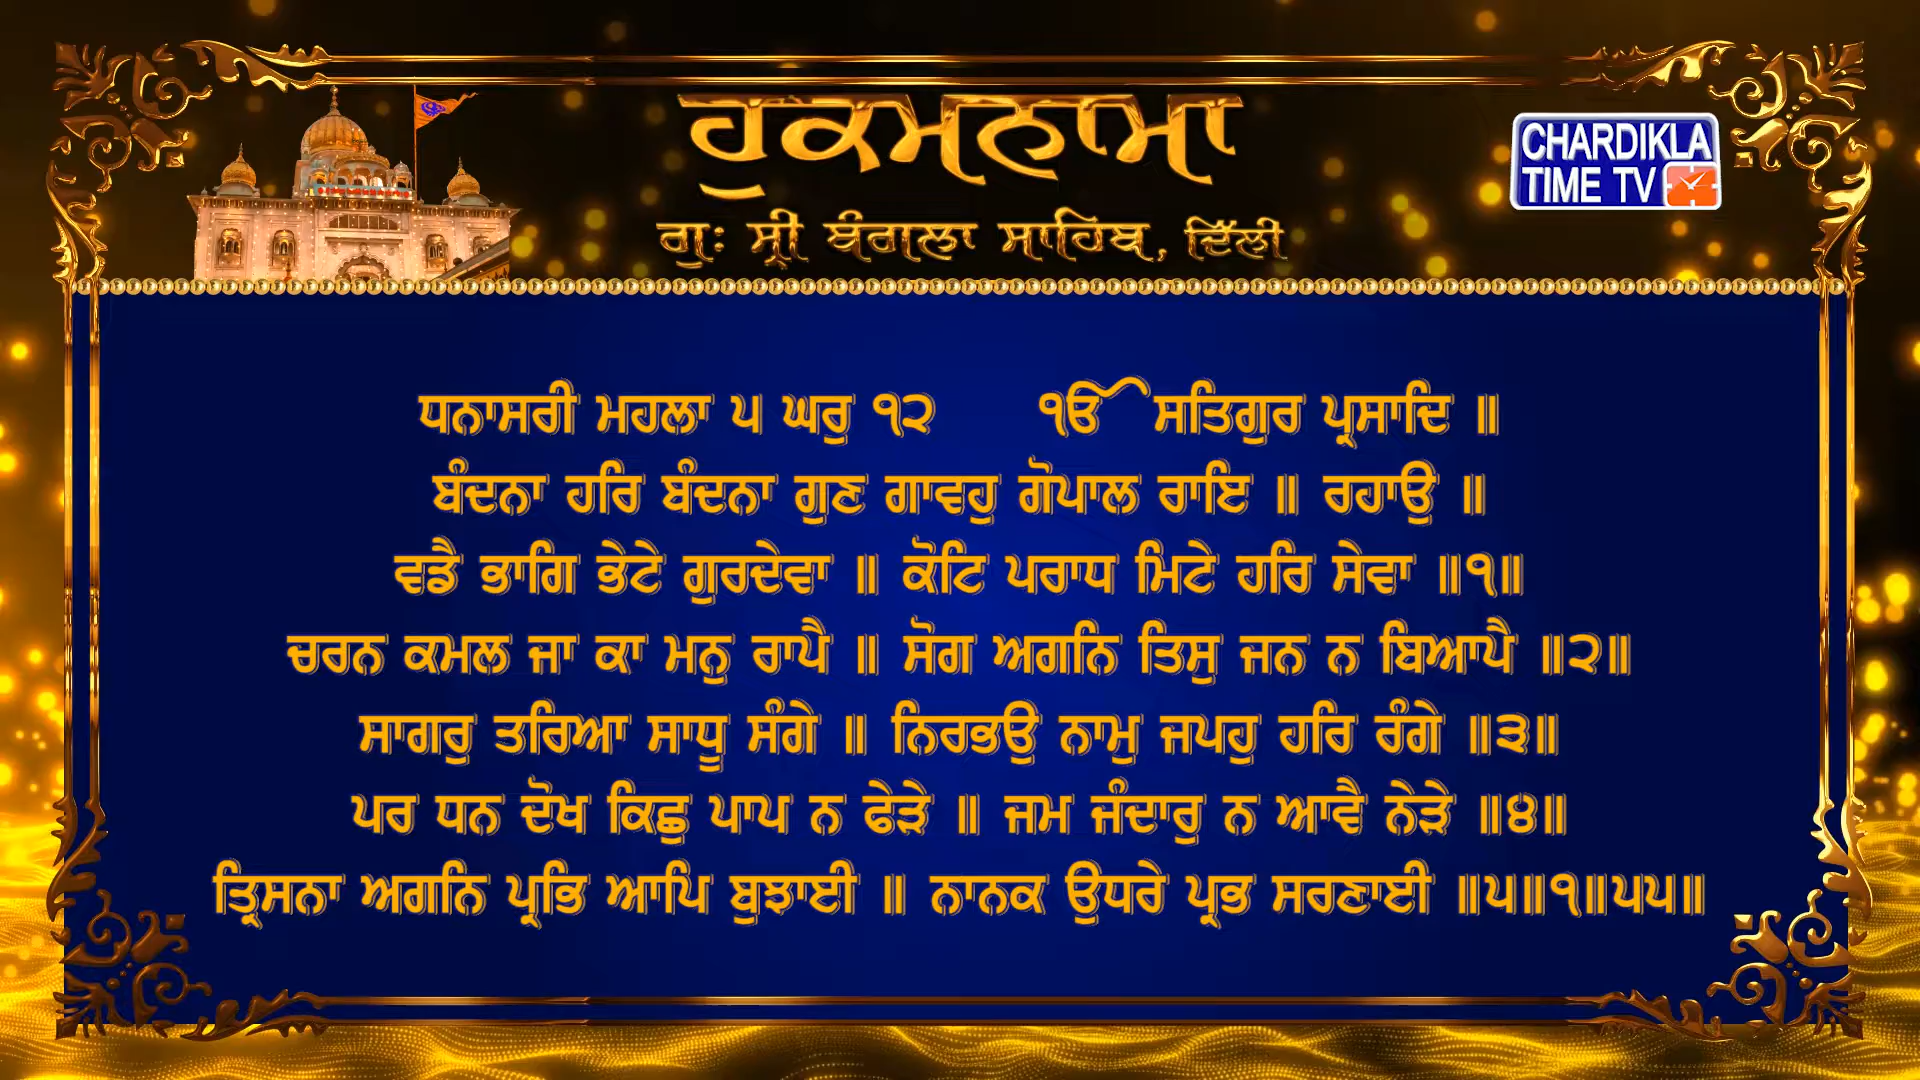 ਹੁਕਮਨਾਮਾ
ਗੁਃ ਸ੍ਰੀ ਬੰਗਲਾ ਸਾਹਿਬ, ਦਿੱਲੀ
CHARDIKLA
TIME TV
ਧਨਾਸਰੀ ਮਹਲਾ ੫ ਘਰੁ ੧੨ ੴ ਸਤਿਗੁਰ ਪ੍ਰਸਾਦਿ ॥
ਬੰਦਨਾ ਹਰਿ ਬੰਦਨਾ ਗੁਣ ਗਾਵਹੁ ਗੋਪਾਲ ਰਾਇ ॥ ਰਹਾਉ ॥
ਵਡੈ ਭਾਗਿ ਭੇਟੇ ਗੁਰਦੇਵਾ ॥ ਕੋਟਿ ਪਰਾਧ ਮਿਟੇ ਹਰਿ ਸੇਵਾ ॥੧॥
ਚਰਨ ਕਮਲ ਜਾ ਕਾ ਮਨੁ ਰਾਪੈ ॥ ਸੋਗ ਅਗਨਿ ਤਿਸੁ ਜਨ ਨ ਬਿਆਪੈ ॥੨॥
ਸਾਗਰੁ ਤਰਿਆ ਸਾਧੂ ਸੰਗੇ ॥ ਨਿਰਭਉ ਨਾਮੁ ਜਪਹੁ ਹਰਿ ਰੰਗੇ ॥੩॥
ਪਰ ਧਨ ਦੋਖ ਕਿਛੁ ਪਾਪ ਨ ਫੇੜੇ ॥ ਜਮ ਜੰਦਾਰੁ ਨ ਆਵੈ ਨੇੜੇ ॥੪॥
ਤ੍ਰਿਸਨਾ ਅਗਨਿ ਪ੍ਰਭਿ ਆਪਿ ਬੁਝਾਈ ॥ ਨਾਨਕ ਉਧਰੇ ਪ੍ਰਭ ਸਰਣਾਈ ॥੫॥੧॥੫੫॥